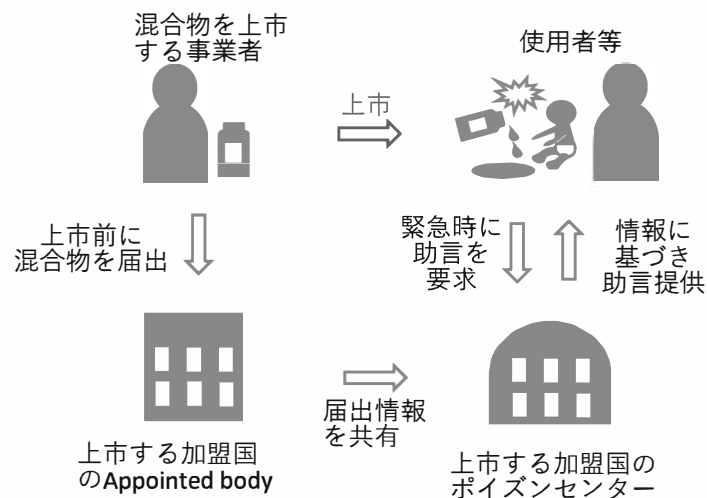 混合物を上市
する事業者
使用者等
上市
上市前に
混合物を届出
緊急時に
助言を
要求
情報に
基づき
助言提供
届出情報
を共有
上市する加盟国
のAppointed body
上市する加盟国の
ポイズンセンター